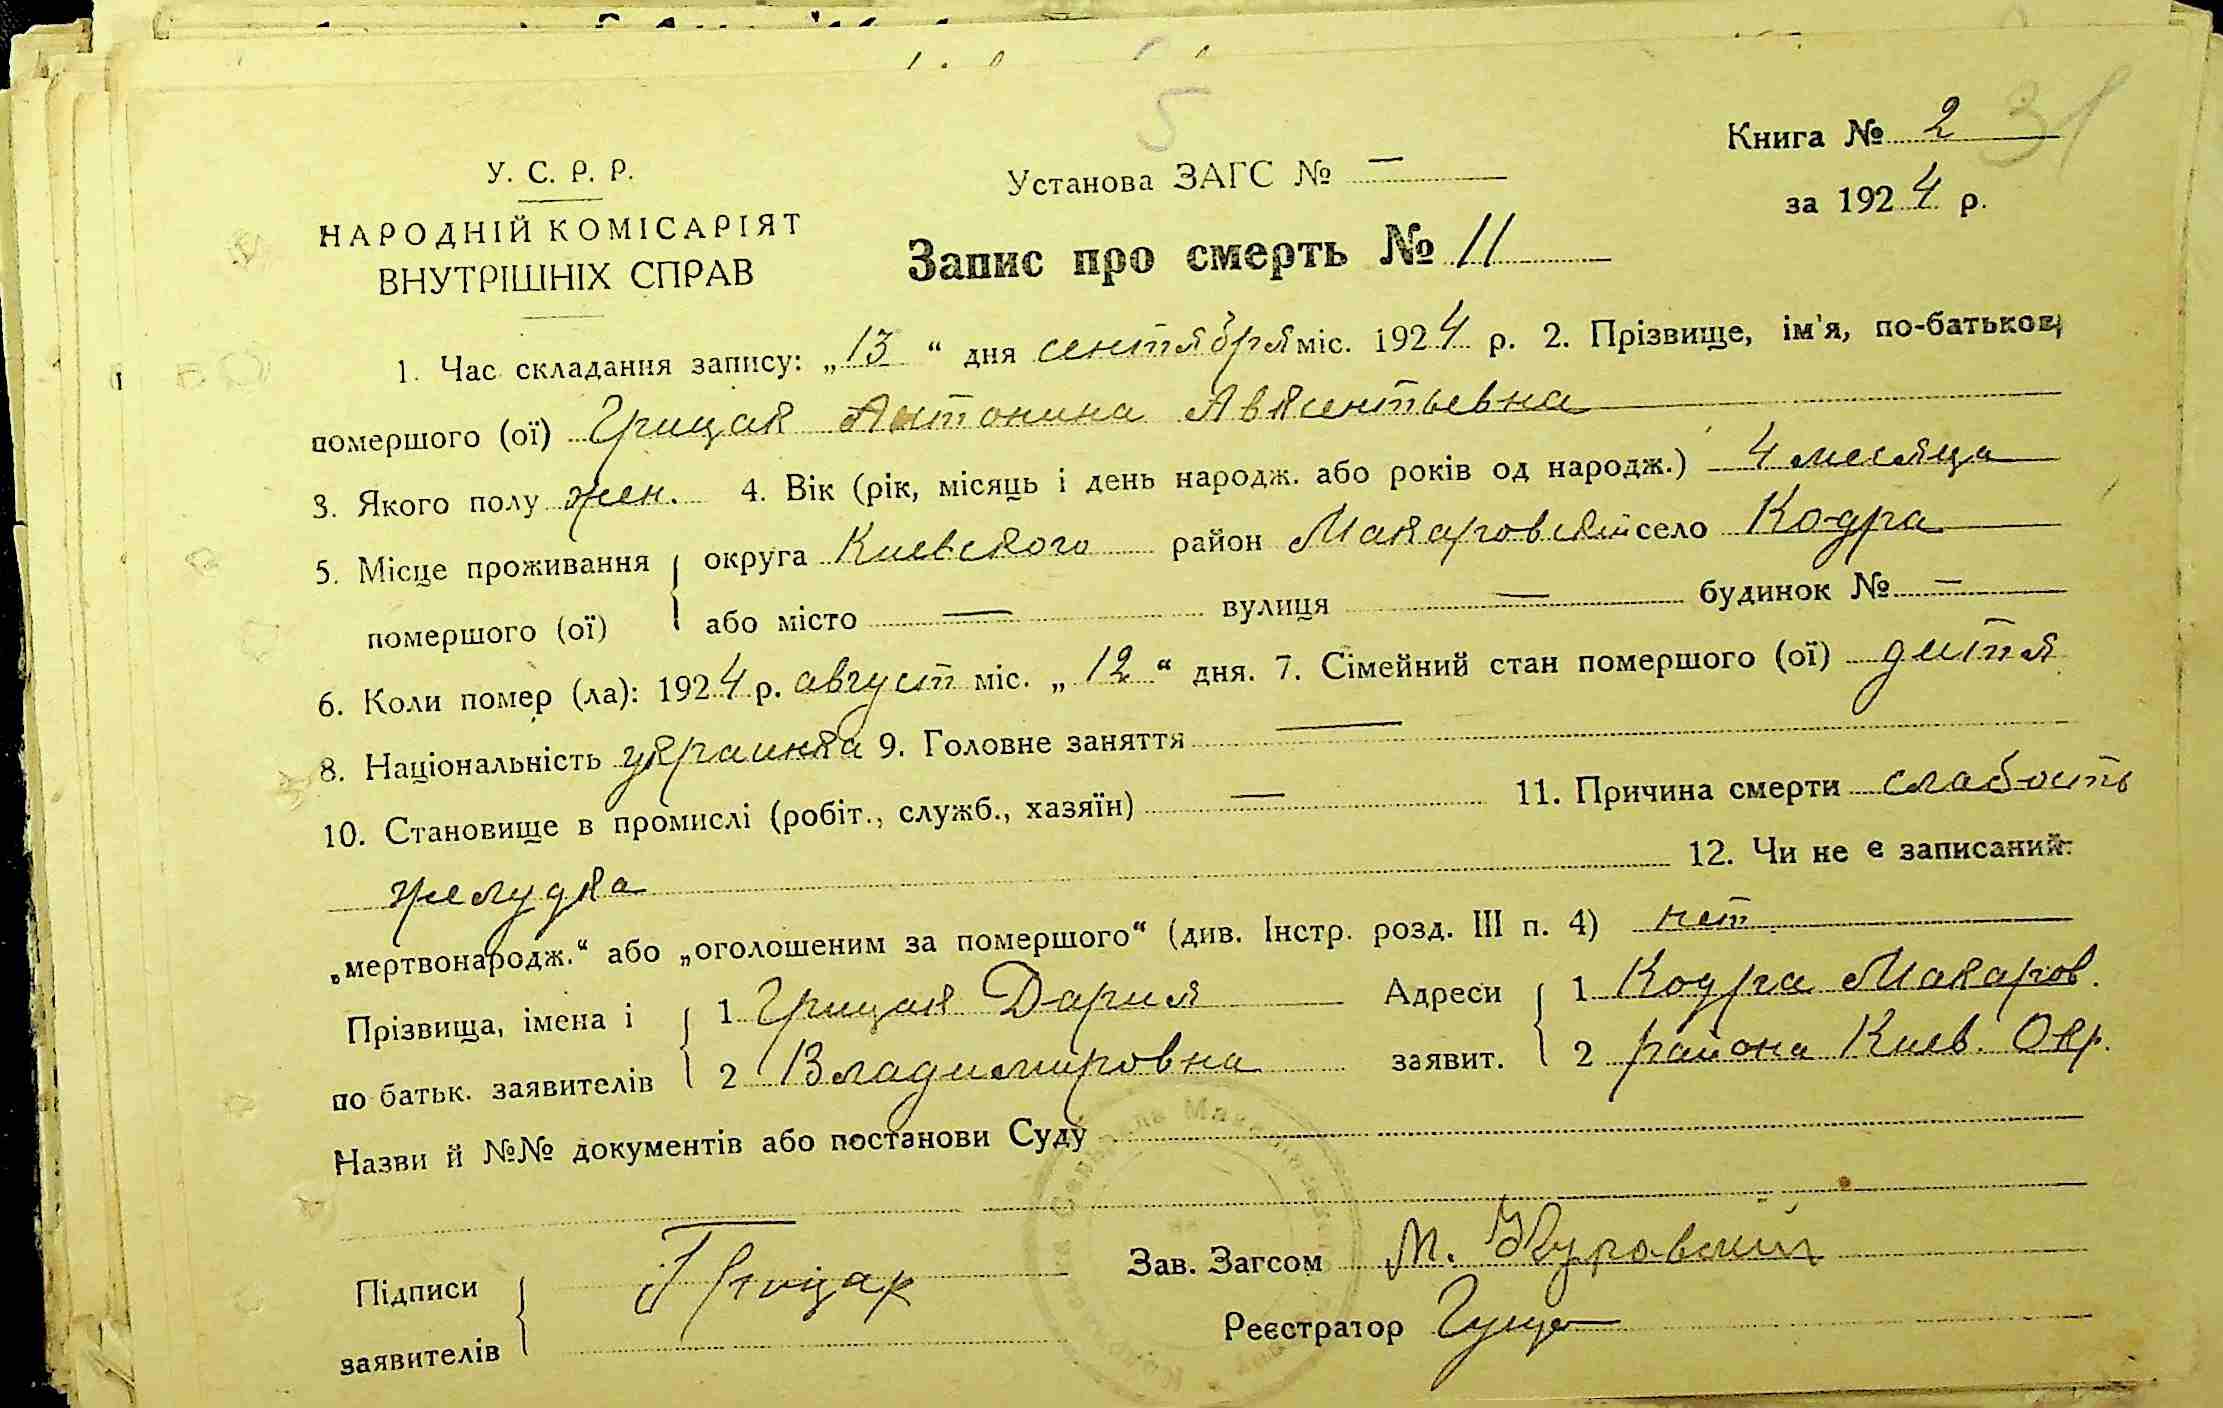 5
Книга № 2 31
У. С. Р. Р.
Установа ЗАГС № —
за 1924 р.
НАРОДНІЙ КОМІСАРІЯТ
ВНУТРІШНІХ СПРАВ
Запис про смерть № 11
1. Час складання запису: „13“ дня сентября міс. 1924 р. 2. Прізвище, ім'я, по-батькові
помершого (ої) Грицак Антонина Авксентьевна
3. Якого полу жен. 4. Вік (рік, місяць і день народж. або років од народж.) 4 месяца
5. Місце проживання округа Киевского район Макаровский село Кодра
помершого (ої) або місто — вулиця — будинок № —
6. Коли помер (ла): 1924 р. август міс. „12“ дня. 7. Сімейний стан помершого (ої) дитя
8. Національність украинка 9. Головне заняття —
10. Становище в промислі (робіт., служб., хазяїн) — 11. Причина смерти слабость
желудка 12. Чи не є записаний:
„мертвонародж.“ або „оголошеним за помершого“ (див. Інстр. розд. III п. 4) нет
Прізвища, імена і 1 Грицак Дария Адреси 1 Кодра Макаров.
по батьк. заявителів 2 Владимировна заявит. 2 района Киев. Окр.
Назви й №№ документів або постанови Суду
Підписи Грицак Зав. Загсом М.
заявителів Реєстратор